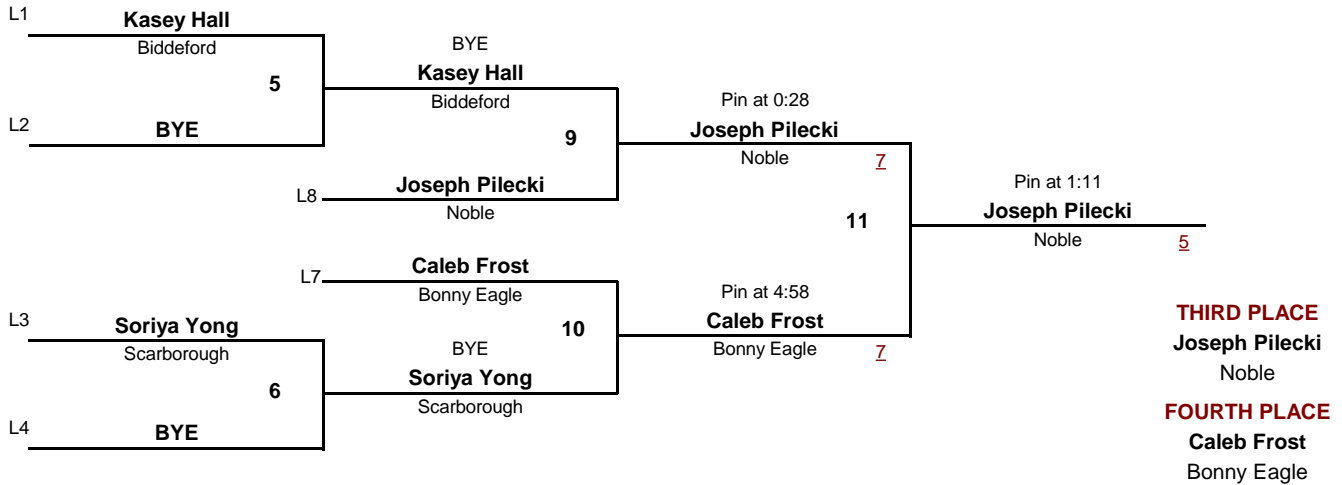 L1
Kasey Hall
Biddeford
5
L2
BYE
BYE
Kasey Hall
Biddeford
9
L8
Joseph Pilecki
Noble
Pin at 0:28
Joseph Pilecki
Noble
7
11
Pin at 1:11
Joseph Pilecki
Noble
5
L7
Caleb Frost
Bonny Eagle
10
Pin at 4:58
Caleb Frost
Bonny Eagle
7
L3
Soriya Yong
Scarborough
6
BYE
Soriya Yong
Scarborough
L4
BYE
THIRD PLACE
Joseph Pilecki
Noble
FOURTH PLACE
Caleb Frost
Bonny Eagle